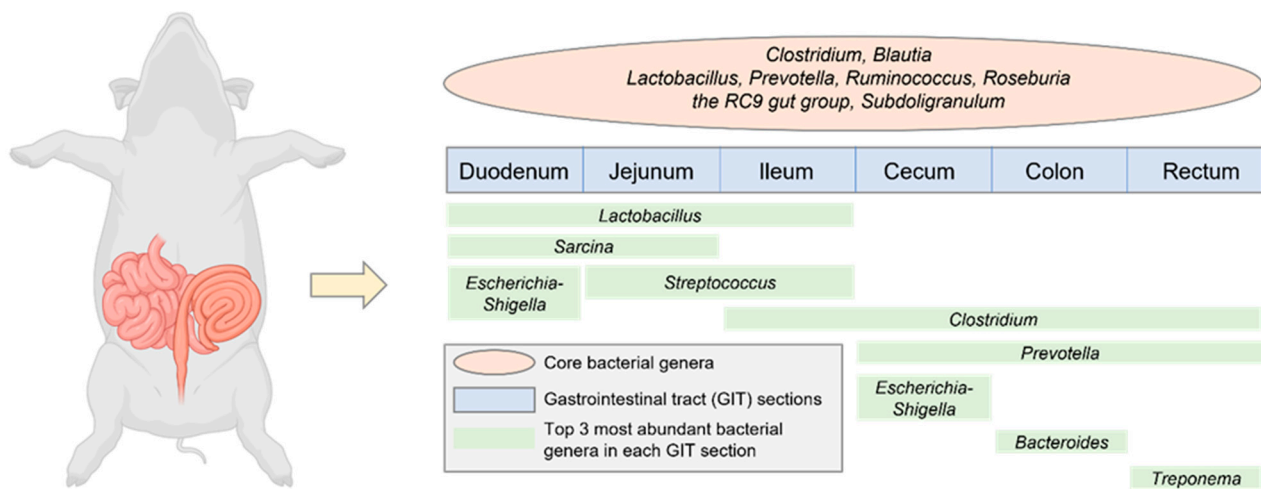 Clostridium, Blautia
Lactobacillus, Prevotella, Ruminococcus, Roseburia
the RC9 gut group, Subdoligranulum
Duodenum Jejunum Ileum Cecum Colon Rectum
Lactobacillus
Sarcina
Escherichia-
Shigella
Streptococcus
Clostridium
Prevotella
Escherichia-
Shigella
Bacteroides
Treponema
Core bacterial genera
Gastrointestinal tract (GIT) sections
Top 3 most abundant bacterial
genera in each GIT section